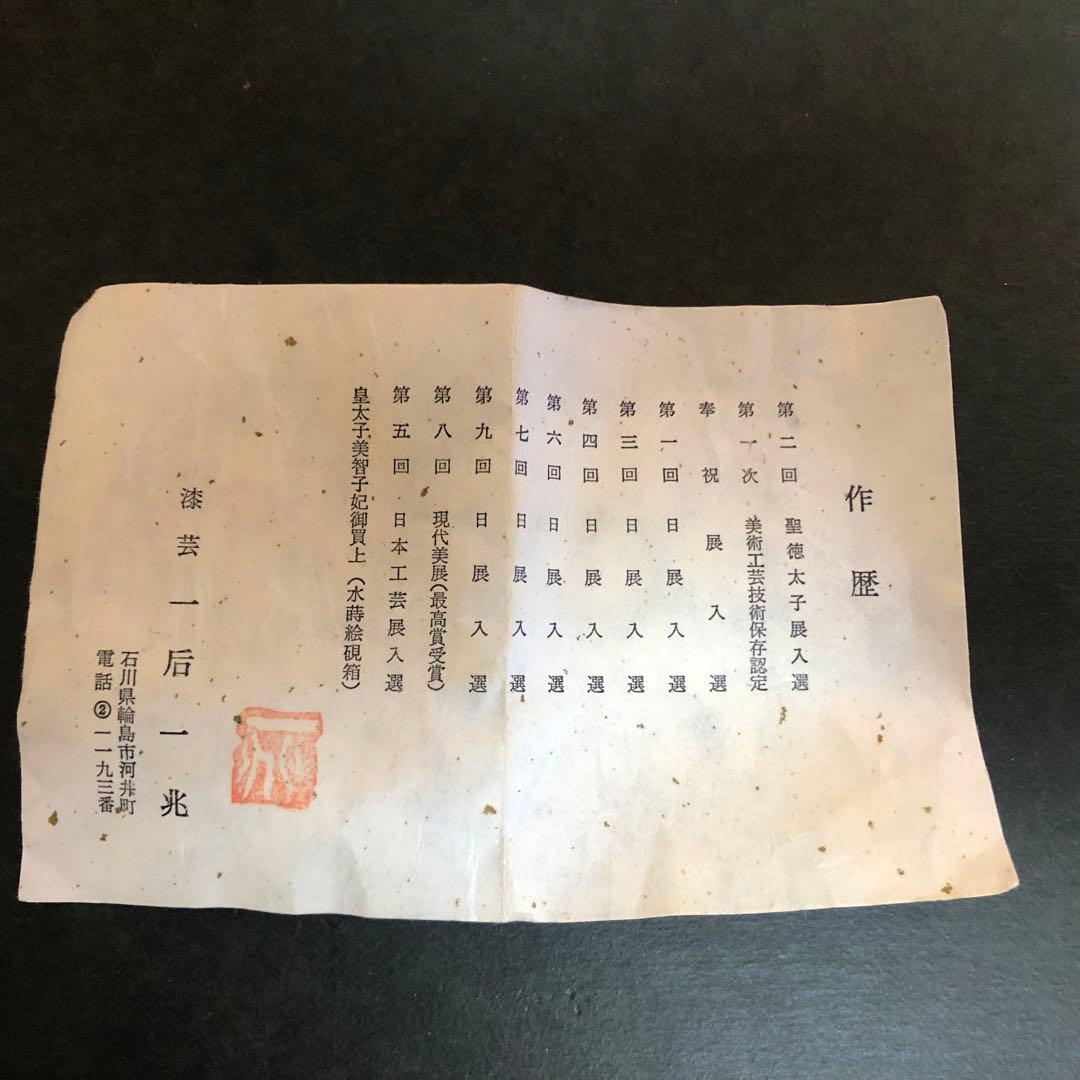 作歴
第二回 聖徳太子展入選
第一次 美術工芸技術保存認定
奉祝展入選
第一回日展入選
第三回日展入選
第四回日展入選
第六回日展入選
第七回日展入選
第九回日展入選
第八回 現代美展(最高賞受賞)
第五回 日本工芸展入選
皇太子美智子妃御買上(水蒔絵硯箱)
漆芸 一后一兆
石川県輪島市河井町
電話②一一九三番